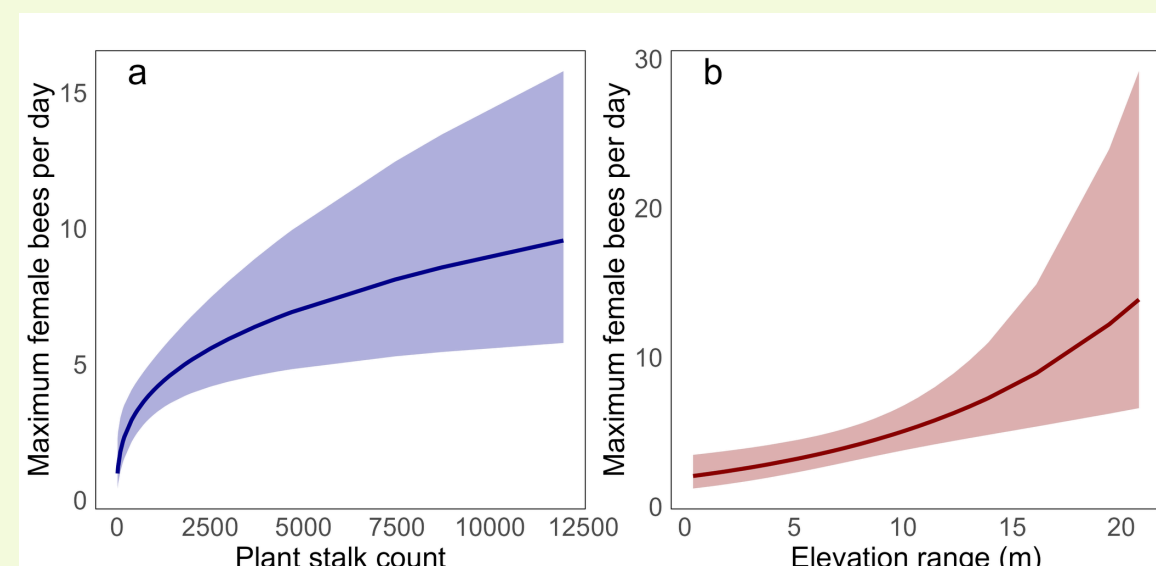 a
Maximum female bees per day
15
10
5
0
0 2500 5000 7500 10000 12500
Plant stalk count
b
Maximum female bees per day
30
20
10
0
0 5 10 15 20
Elevation range (m)